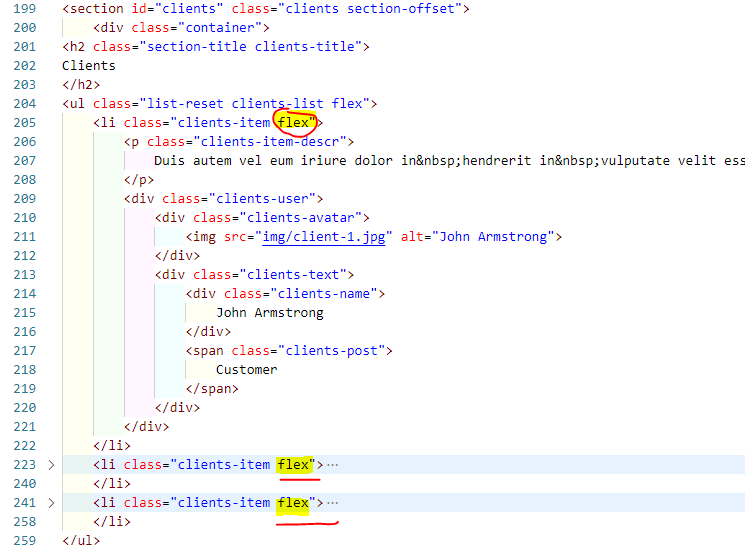 199 <section id="clients" class="clients section-offset">
200 <div class="container">
201 <h2 class="section-title clients-title">
202 Clients
203 </h2>
204 <ul class="list-reset clients-list flex">
205 <li class="clients-item flex">
206 <p class="clients-item-descr">
207 Duis autem vel eum iriure dolor in&nbsp;hendrerit in&nbsp;vulputate velit ess
208 </p>
209 <div class="clients-user">
210 <div class="clients-avatar">
211 <img src="img/client-1.jpg" alt="John Armstrong">
212 </div>
213 <div class="clients-text">
214 <div class="clients-name">
215 John Armstrong
216 </div>
217 <span class="clients-post">
218 Customer
219 </span>
220 </div>
221 </div>
222 </li>
223 <li class="clients-item flex">…
240 </li>
241 <li class="clients-item flex">…
258 </li>
259 </ul>